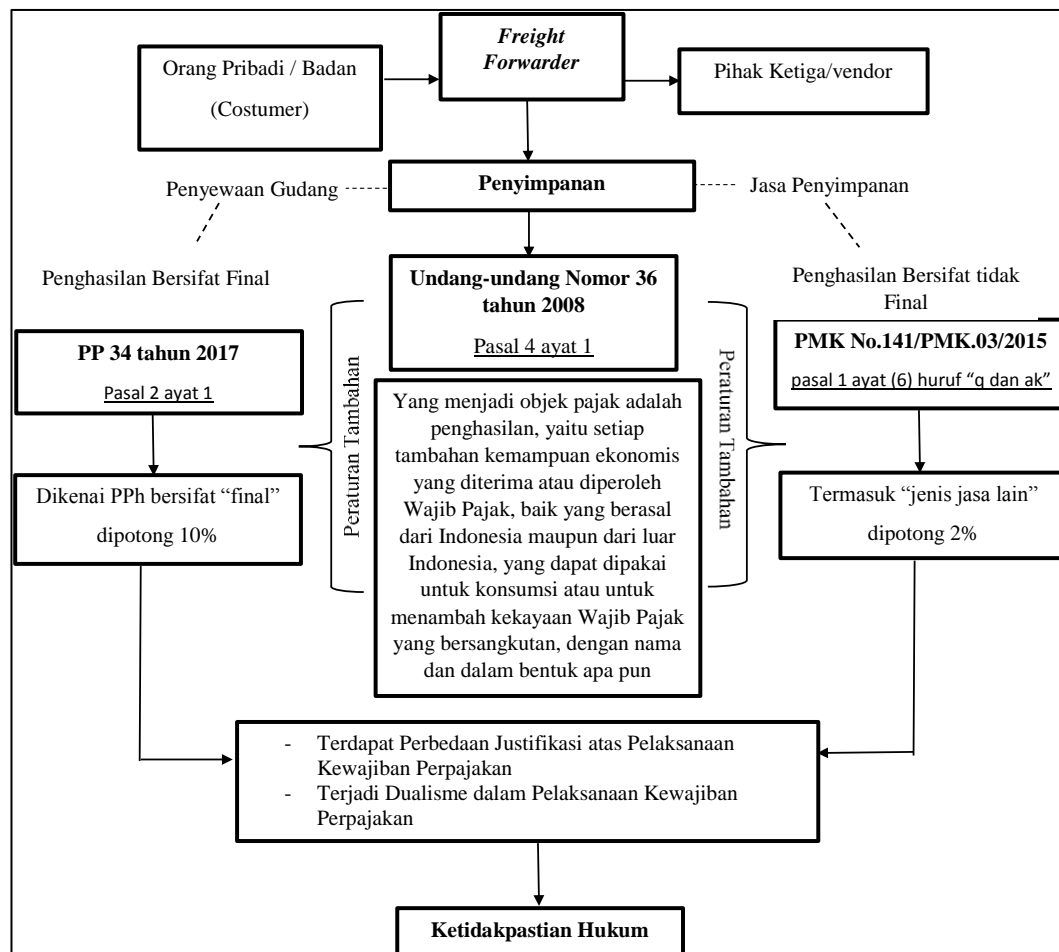 Freight
Forwarder
Orang Pribadi / Badan
(Costumer)
Pihak Ketiga/vendor
Penyimpanan
Penyewaan Gudang
Jasa Penyimpanan
Penghasilan Bersifat Final
Penghasilan Bersifat tidak
Final
Undang-undang Nomor 36
tahun 2008
Pasal 4 ayat 1
PP 34 tahun 2017
Pasal 2 ayat 1
PMK No.141/PMK.03/2015
pasal 1 ayat (6) huruf “q dan ak”
Peraturan Tambahan
Peraturan Tambahan
Yang menjadi objek pajak adalah
penghasilan, yaitu setiap
tambahan kemampuan ekonomis
yang diterima atau diperoleh
Wajib Pajak, baik yang berasal
dari Indonesia maupun dari luar
Indonesia, yang dapat dipakai
untuk konsumsi atau untuk
menambah kekayaan Wajib Pajak
yang bersangkutan, dengan nama
dan dalam bentuk apa pun
Dikenai PPh bersifat “final”
dipotong 10%
Termasuk “jenis jasa lain”
dipotong 2%
- Terdapat Perbedaan Justifikasi atas Pelaksanaan
Kewajiban Perpajakan
- Terjadi Dualisme dalam Pelaksanaan Kewajiban
Perpajakan
Ketidakpastian Hukum